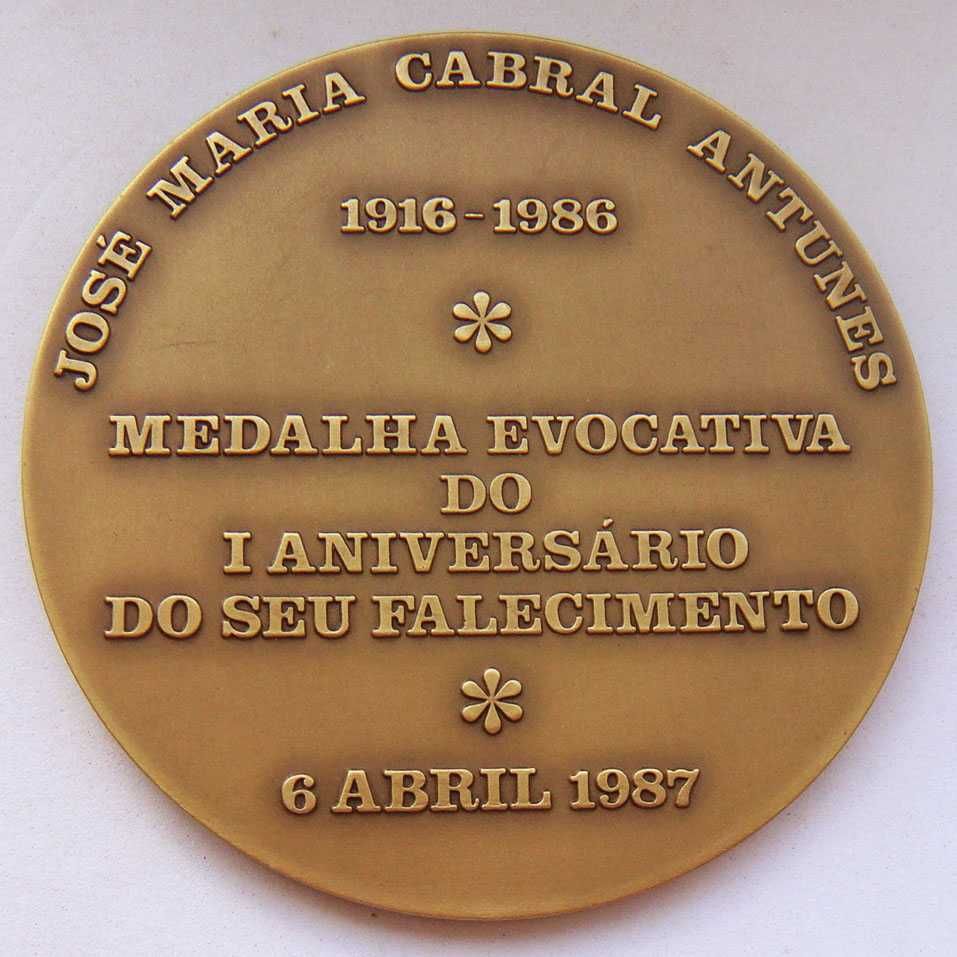 JOSÉ MARIA CABRAL ANTUNES
1916-1986
MEDALHA EVOCATIVA
DO
I ANIVERSÁRIO
DO SEU FALECIMENTO
6 ABRIL 1987